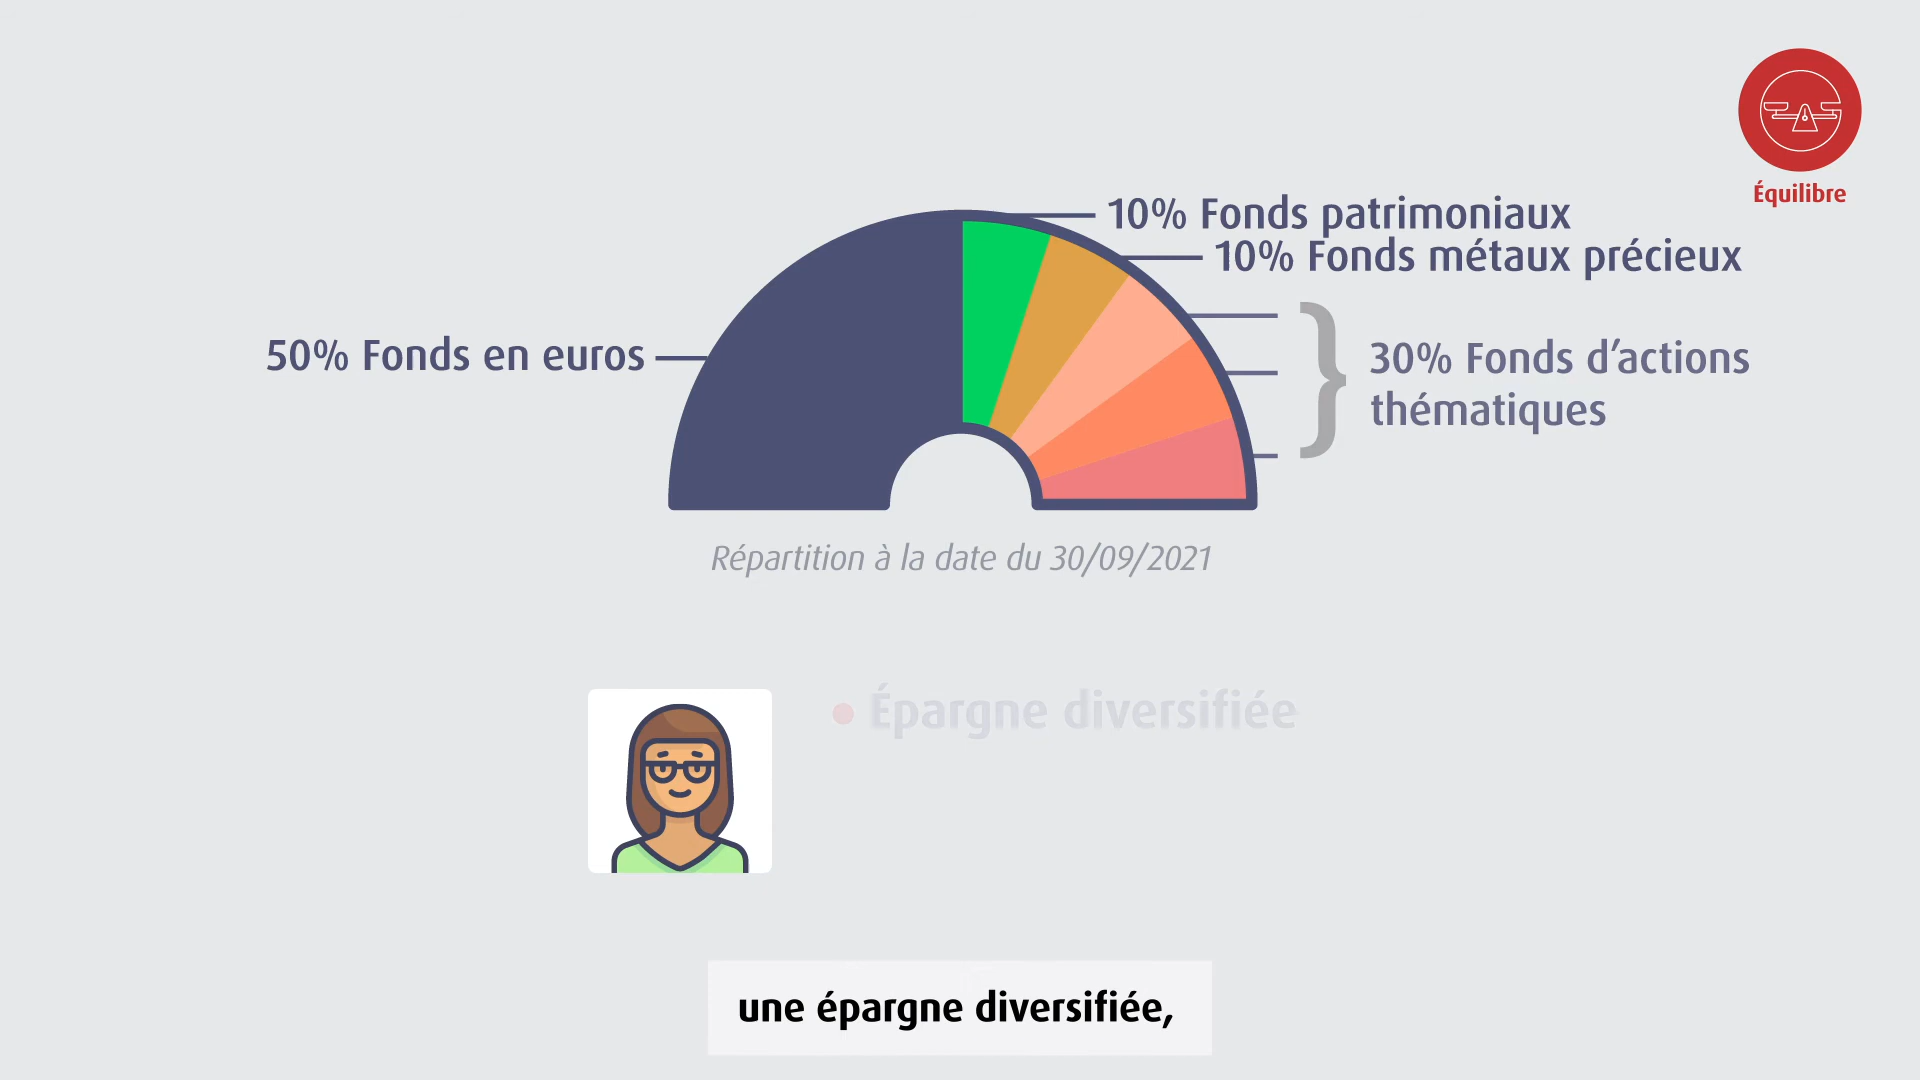 Équilibre
10% Fonds patrimoniaux
10% Fonds métaux précieux
50% Fonds en euros
30% Fonds d’actions
thématiques
Répartition à la date du 30/09/2021
Épargne diversifiée
une épargne diversifiée,